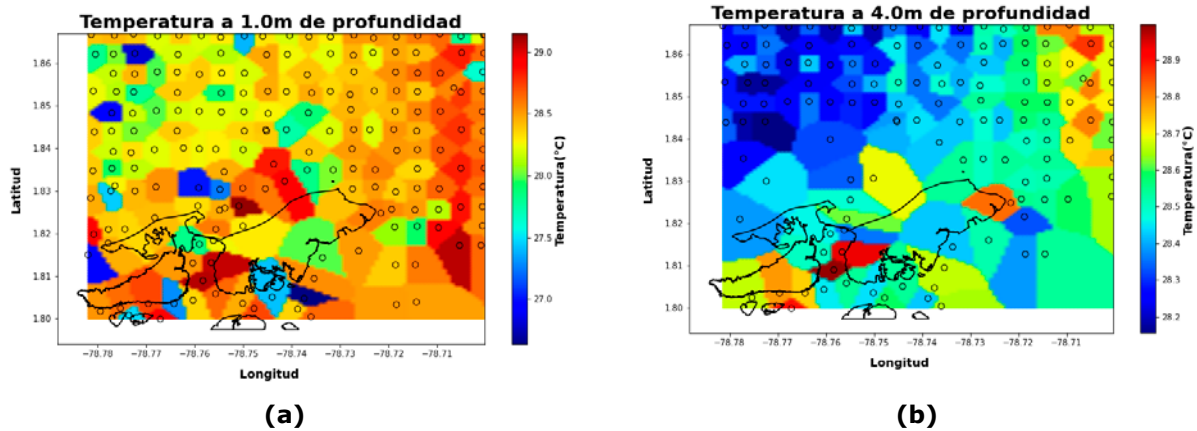 Temperatura a 1.0m de profundidad
Latitud
1.86
1.85
1.84
1.83
1.82
1.81
1.80
−78.78 −78.77 −78.76 −78.75 −78.74 −78.73 −78.72 −78.71
Longitud
29.0
28.5
28.0
27.5
27.0
Temperatura(°C)
(a)
Temperatura a 4.0m de profundidad
Latitud
1.86
1.85
1.84
1.83
1.82
1.81
1.80
−78.78 −78.77 −78.76 −78.75 −78.74 −78.73 −78.72 −78.71
Longitud
28.9
28.8
28.7
28.6
28.5
28.4
28.3
28.2
Temperatura(°C)
(b)